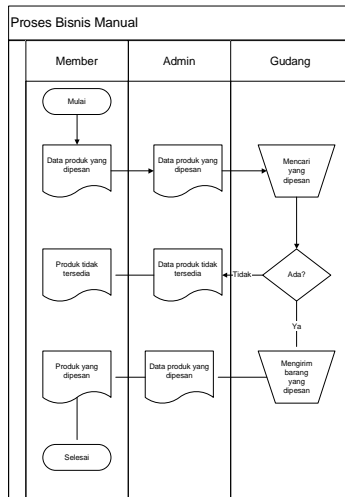 Proses Bisnis Manual
Member
Admin
Gudang
Mulai
Data produk yang
dipesan
Data produk yang
dipesan
Mencari
yang
dipesan
Produk tidak
tersedia
Data produk tidak
tersedia
Tidak
Ada?
Ya
Produk yang
dipesan
Data produk yang
dipesan
Mengirim
barang
yang
dipesan
Selesai